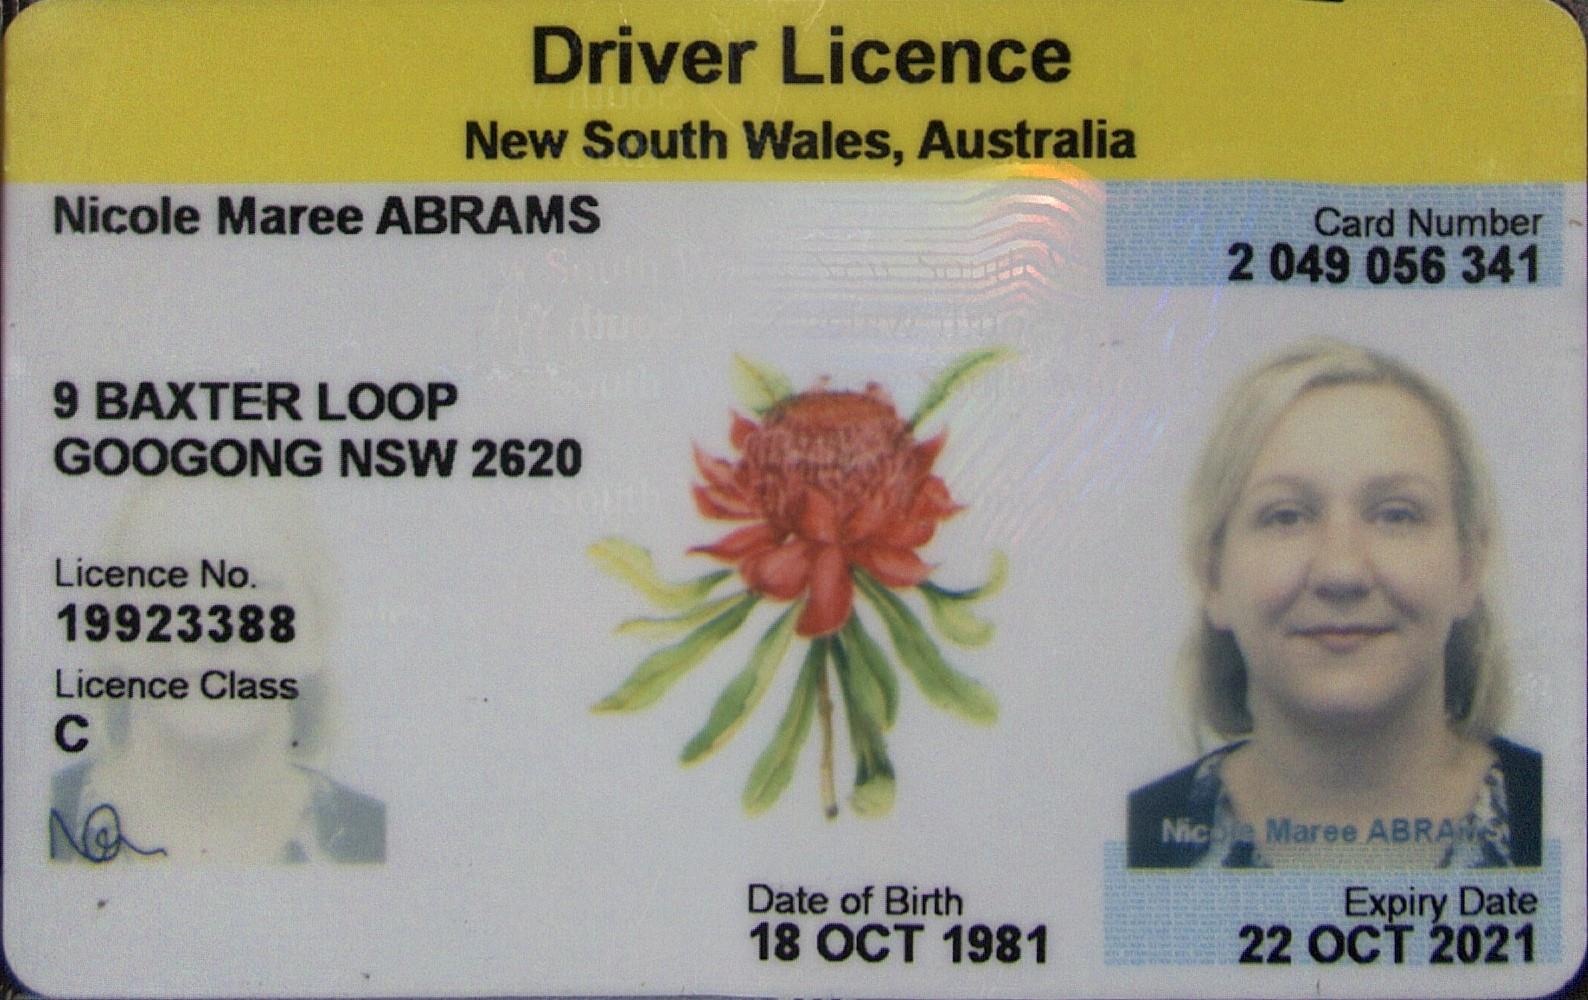 Driver Licence
New South Wales, Australia
Nicole Maree ABRAMS
Card Number
2 049 056 341
9 BAXTER LOOP
GOOGONG NSW 2620
Licence No.
19923388
Licence Class
C
Nicole Maree ABRAMS
Date of Birth
18 OCT 1981
Expiry Date
22 OCT 2021